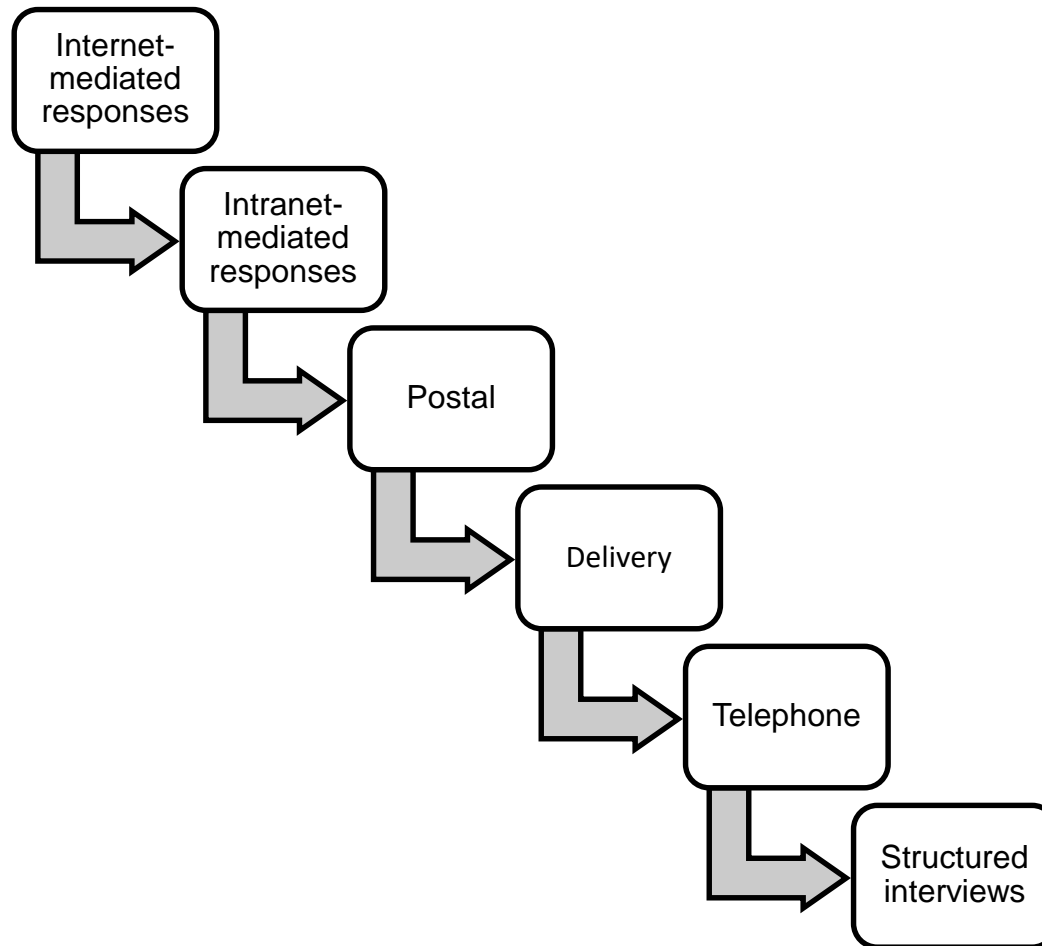 Internet-
mediated
responses
Intranet-
mediated
responses
Postal
Delivery
Telephone
Structured
interviews